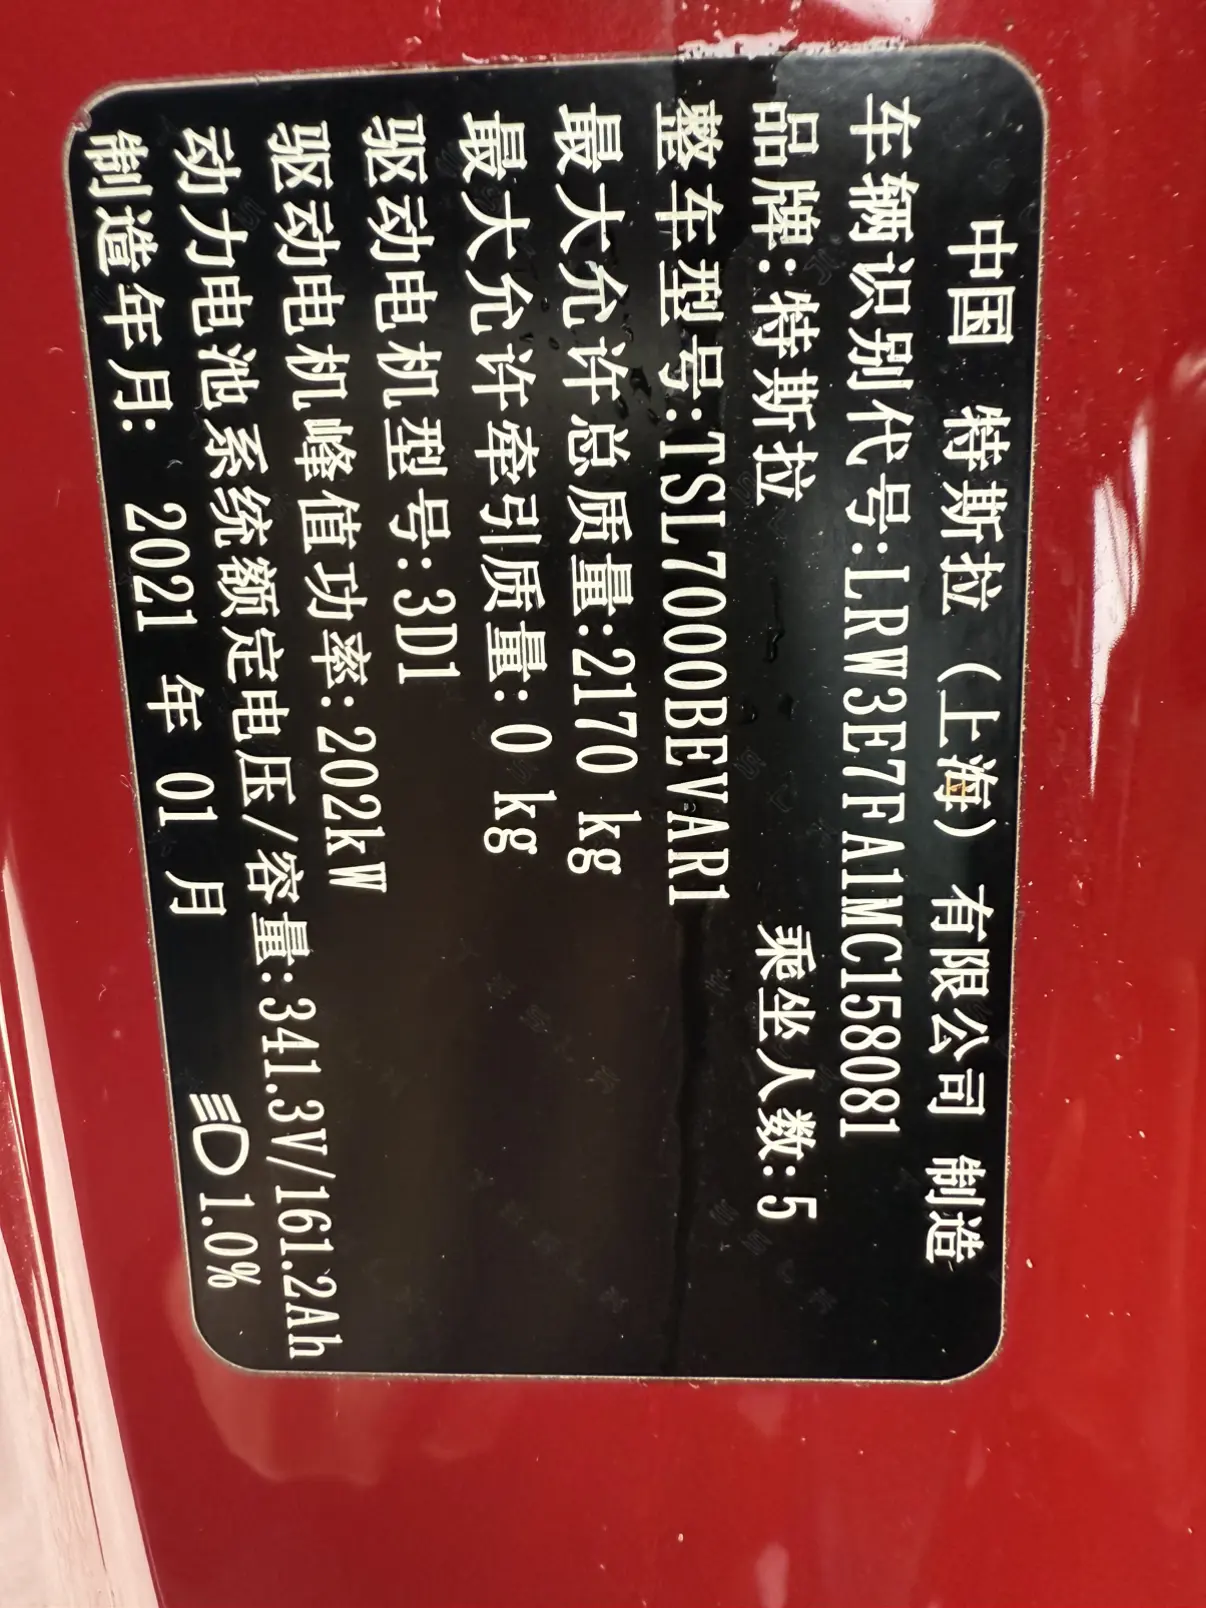 中国 特斯拉（上海）有限公司 制造
车辆识别代号:LRW3E7FA1MC158081
品牌:特斯拉 乘坐人数:5
整车型号:TSL7000BEVAR1
最大允许总质量:2170 kg
最大允许牵引质量:0 kg
驱动电机型号:3D1
驱动电机峰值功率:202kW
动力电池系统额定电压/容量:341.3V/161.2Ah
制造年月: 2021 年 01 月 1.0%